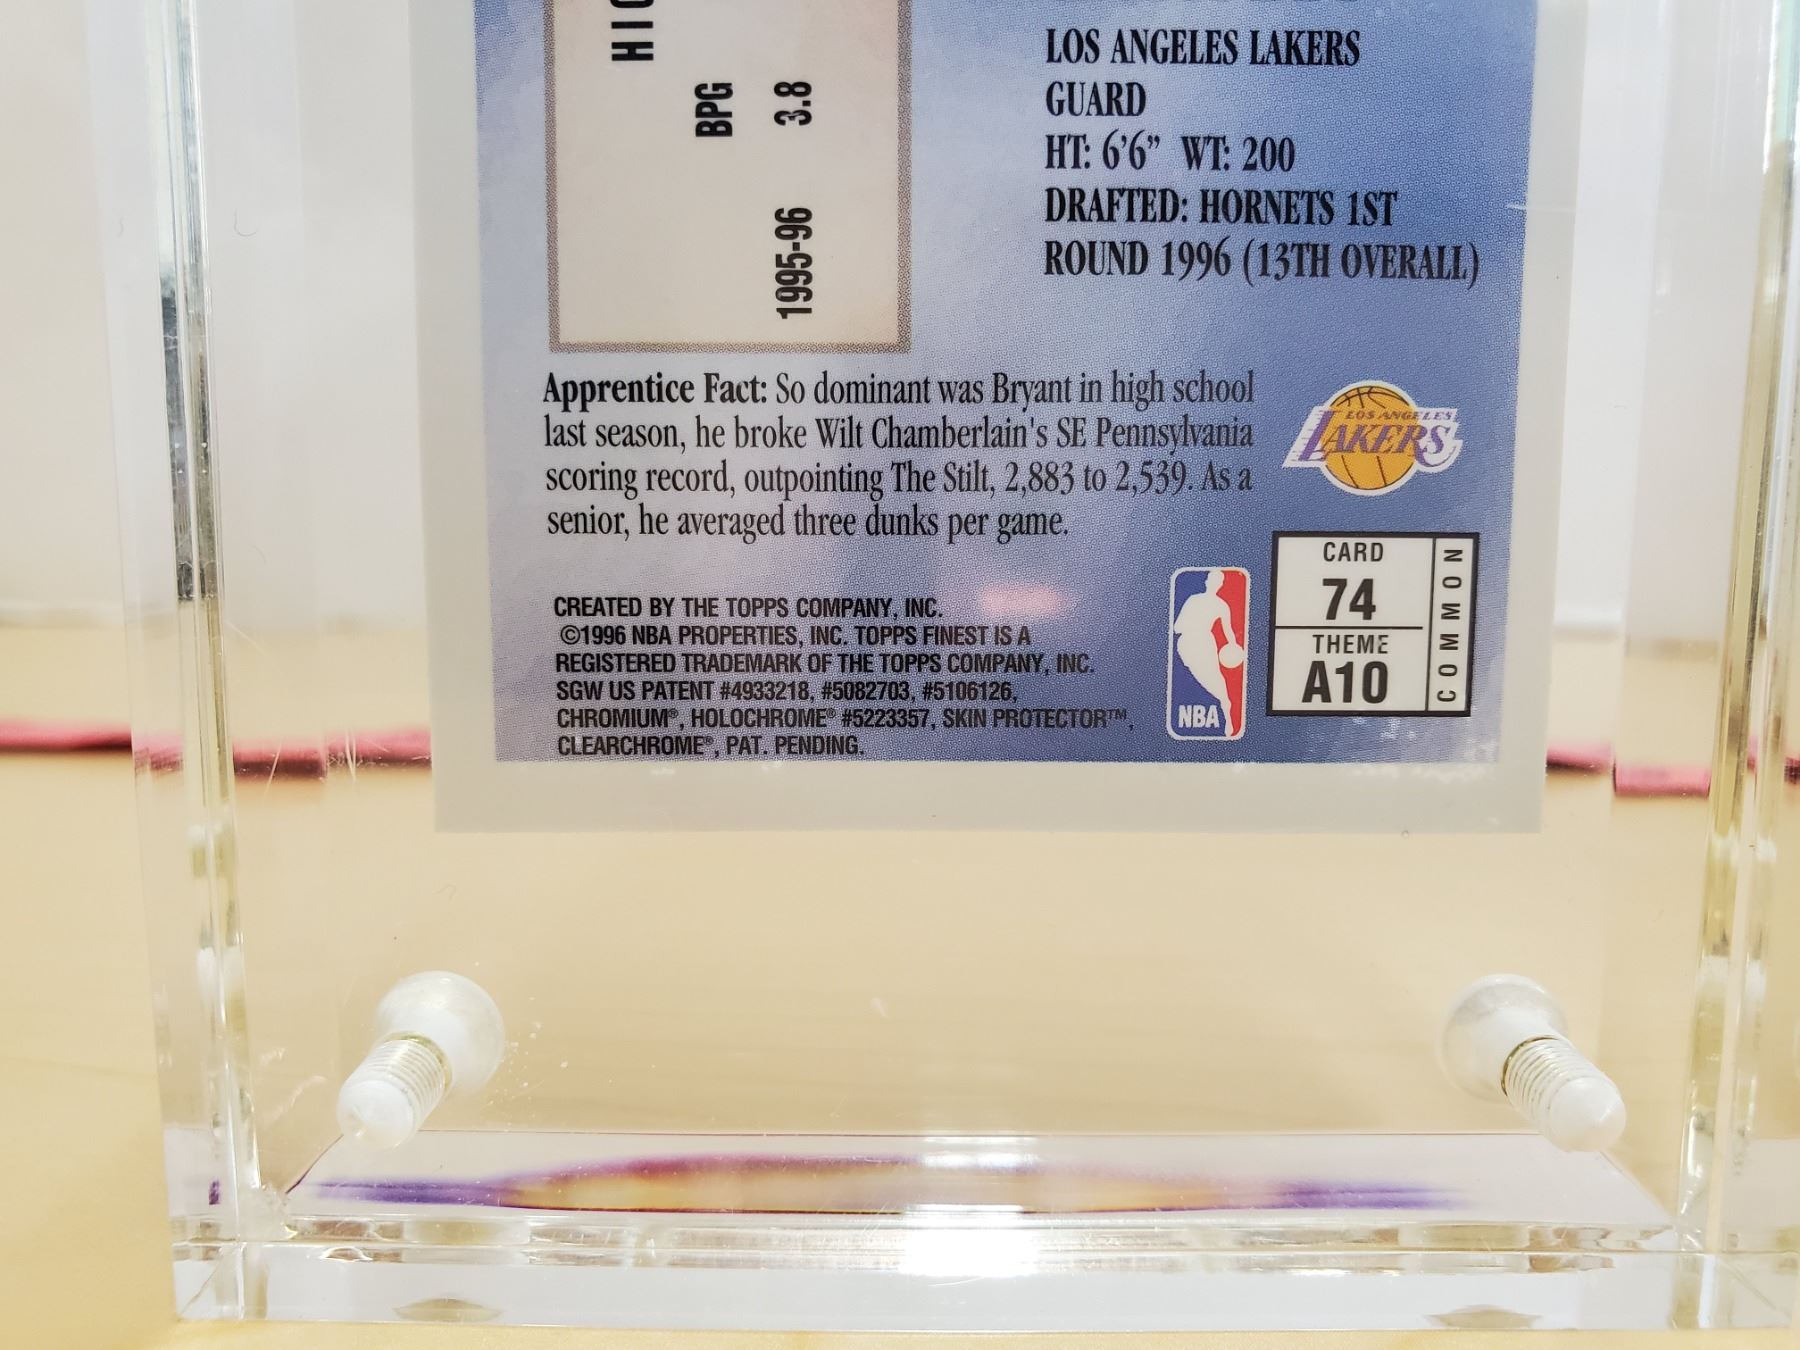 LOS ANGELES LAKERS
GUARD
HT: 6'6” WT: 200
DRAFTED: HORNETS 1ST
ROUND 1996 (13TH OVERALL)
BPG
3.8
1995-96
Apprentice Fact: So dominant was Bryant in high school
last season, he broke Wilt Chamberlain's SE Pennsylvania
scoring record, outpointing The Stilt, 2,883 to 2,539. As a
senior, he averaged three dunks per game.
LOS ANGELES
LAKERS
CREATED BY THE TOPPS COMPANY, INC.
©1996 NBA PROPERTIES, INC. TOPPS FINEST IS A
REGISTERED TRADEMARK OF THE TOPPS COMPANY, INC.
SGW US PATENT #4933218, #5082703, #5106126,
CHROMIUM®, HOLOCHROME® #5223357, SKIN PROTECTOR™,
CLEARCHROME®, PAT. PENDING.
NBA
CARD
74
THEME
A10
COMMON